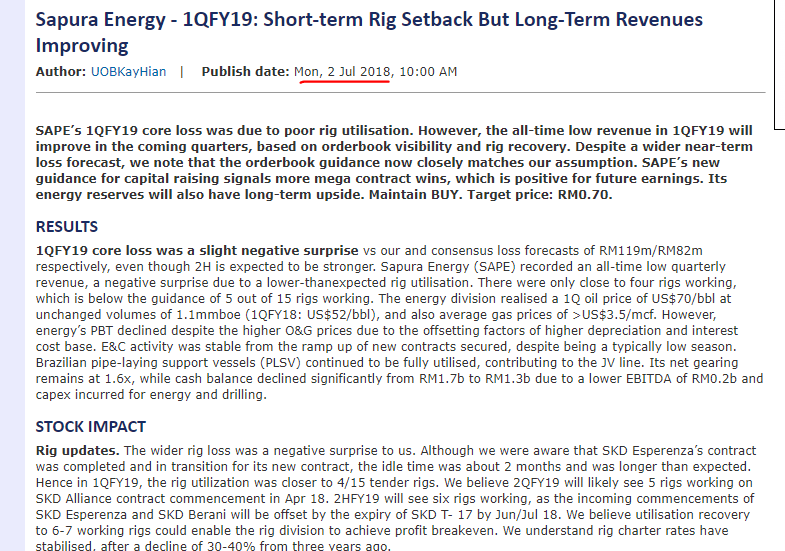 Sapura Energy - 1QFY19: Short-term Rig Setback But Long-Term Revenues
Improving
Author: UOBKayHian | Publish date: Mon, 2 Jul 2018, 10:00 AM
SAPE's 1QFY19 core loss was due to poor rig utilisation. However, the all-time low revenue in 1QFY19 will
improve in the coming quarters, based on orderbook visibility and rig recovery. Despite a wider near-term
loss forecast, we note that the orderbook guidance now closely matches our assumption. SAPE's new
guidance for capital raising signals more mega contract wins, which is positive for future earnings. Its
energy reserves will also have long-term upside. Maintain BUY. Target price: RM0.70.
RESULTS
1QFY19 core loss was a slight negative surprise vs our and consensus loss forecasts of RM119m/RM82m
respectively, even though 2H is expected to be stronger. Sapura Energy (SAPE) recorded an all-time low quarterly
revenue, a negative surprise due to a lower-thanexpected rig utilisation. There were only close to four rigs working,
which is below the guidance of 5 out of 15 rigs working. The energy division realised a 1Q oil price of US$70/bbl at
unchanged volumes of 1.1mmboe (1QFY18: US$52/bbl), and also average gas prices of >US$3.5/mcf. However,
energy's PBT declined despite the higher O&G prices due to the offsetting factors of higher depreciation and interest
cost base. E&C activity was stable from the ramp up of new contracts secured, despite being a typically low season.
Brazilian pipe-laying support vessels (PLSV) continued to be fully utilised, contributing to the JV line. Its net gearing
remains at 1.6x, while cash balance declined significantly from RM1.7b to RM1.3b due to a lower EBITDA of RM0.2b and
capex incurred for energy and drilling.
STOCK IMPACT
Rig updates. The wider rig loss was a negative surprise to us. Although we were aware that SKD Esperenza's contract
was completed and in transition for its new contract, the idle time was about 2 months and was longer than expected.
Hence in 1QFY19, the rig utilization was closer to 4/15 tender rigs. We believe 2QFY19 will likely see 5 rigs working on
SKD Alliance contract commencement in Apr 18. 2HFY19 will see six rigs working, as the incoming commencements of
SKD Esperenza and SKD Berani will be offset by the expiry of SKD T- 17 by Jun/Jul 18. We believe utilisation recovery
to 6-7 working rigs could enable the rig division to achieve profit breakeven. We understand rig charter rates have
stabilised, after a decline of 30-40% from three years ago.